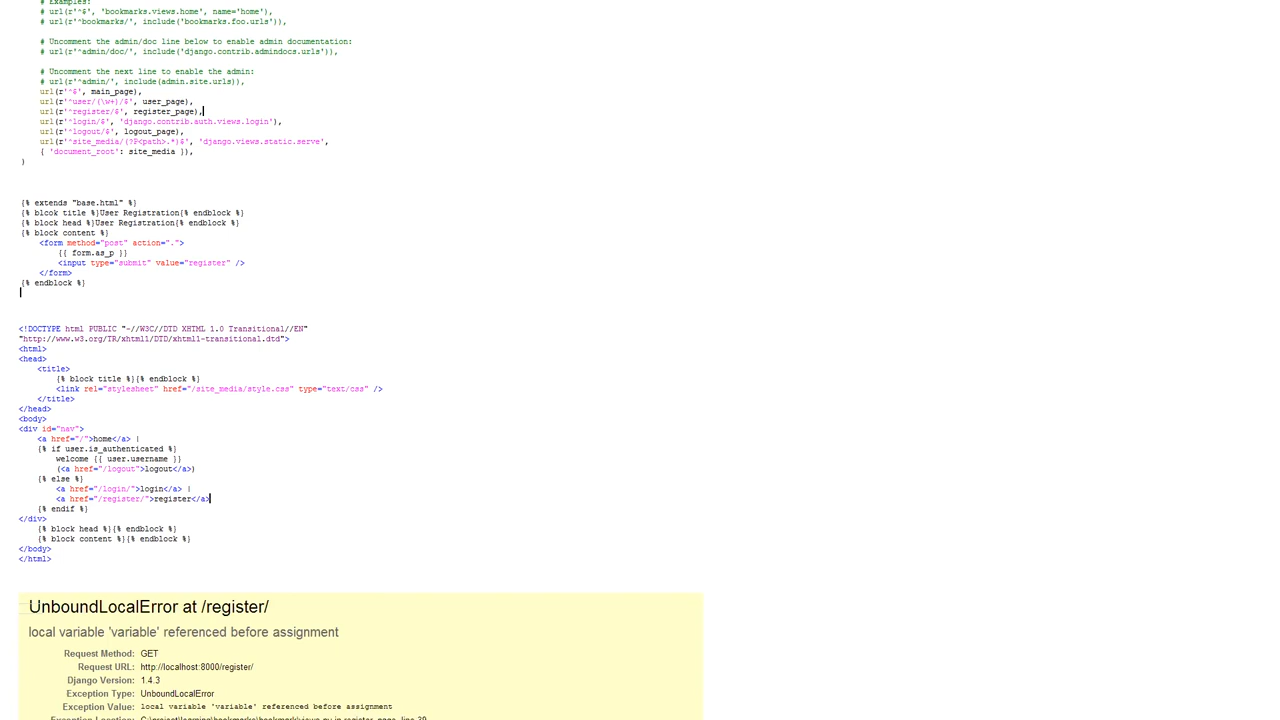 # Examples:
# url(r'^$', 'bookmarks.views.home', name='home'),
# url(r'^bookmarks/', include('bookmarks.foo.urls')),
# Uncomment the admin/doc line below to enable admin documentation:
# url(r'^admin/doc/', include('django.contrib.admindocs.urls')),
# Uncomment the next line to enable the admin:
# url(r'^admin/', include(admin.site.urls)),
url(r'^$', main_page),
url(r'^user/(\w+)/$', user_page),
url(r'^register/$', register_page),
url(r'^login/$', 'django.contrib.auth.views.login'),
url(r'^logout/$', logout_page),
url(r'^site_media/(?P<path>.*)$', 'django.views.static.serve',
{ 'document_root': site_media }),
)
{% extends "base.html" %}
{% block title %}User Registration{% endblock %}
{% block head %}User Registration{% endblock %}
{% block content %}
<form method="post" action=".">
{{ form.as_p }}
<input type="submit" value="register" />
</form>
{% endblock %}
<!DOCTYPE html PUBLIC "-//W3C//DTD XHTML 1.0 Transitional//EN"
"http://www.w3.org/TR/xhtml1/DTD/xhtml1-transitional.dtd">
<html>
<head>
<title>
{% block title %}{% endblock %}
<link rel="stylesheet" href="/site_media/style.css" type="text/css" />
</title>
</head>
<body>
<div id="nav">
<a href="/">home</a> |
{% if user.is_authenticated %}
welcome {{ user.username }}
(<a href="/logout">logout</a>)
{% else %}
<a href="/login/">login</a> |
<a href="/register/">register</a>
{% endif %}
</div>
{% block head %}{% endblock %}
{% block content %}{% endblock %}
</body>
</html>
UnboundLocalError at /register/
local variable 'variable' referenced before assignment
Request Method: GET
Request URL: http://localhost:8000/register/
Django Version: 1.4.3
Exception Type: UnboundLocalError
Exception Value: local variable 'variable' referenced before assignment